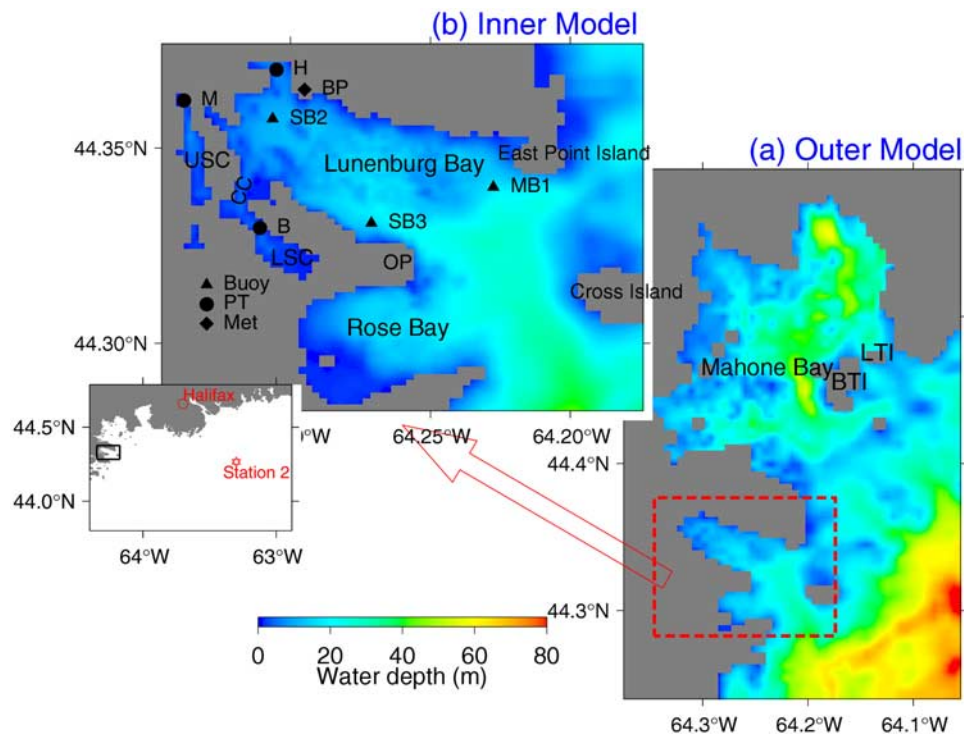 (b) Inner Model
H
BP
M
SB2
44.35°N
USC
Lunenburg Bay
East Point Island
MB1
CC
SB3
B
LSC
OP
Buoy
PT
Met
Cross Island
44.30°N
Rose Bay
64.25°W
64.20°W
(a) Outer Model
Mahone Bay
LTI
BTI
44.4°N
44.3°N
64.3°W
64.2°W
64.1°W
Halifax
44.5°N
Station 2
44.0°N
64°W
63°W
0
20
40
60
80
Water depth (m)